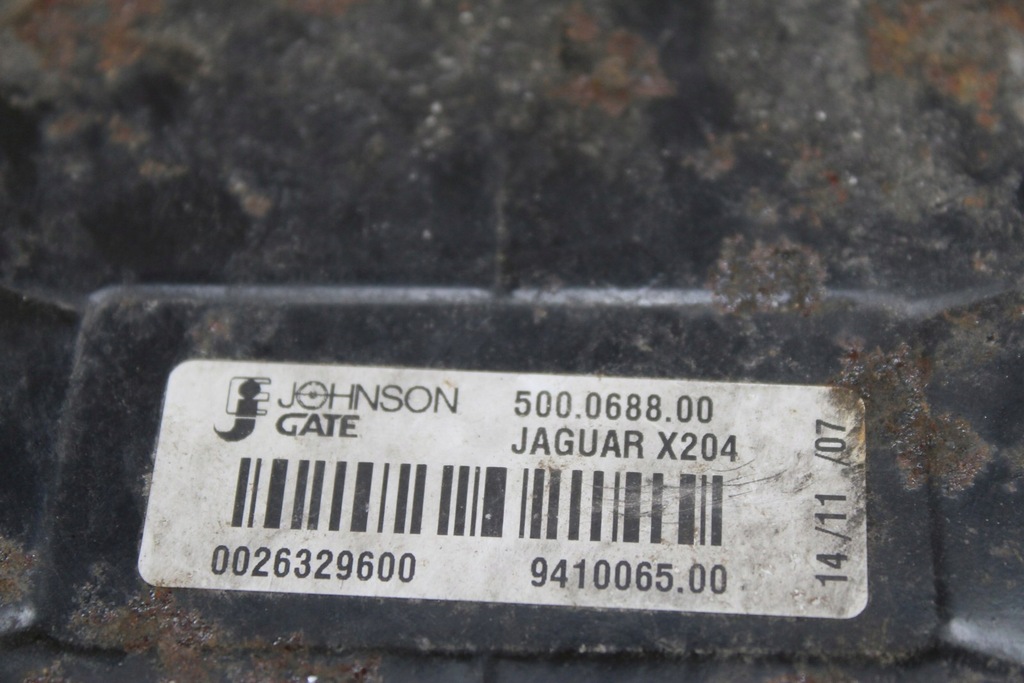 JOHNSON
GATE
500.0688.00
JAGUAR X204
0026329600
9410065.00
14/11/07